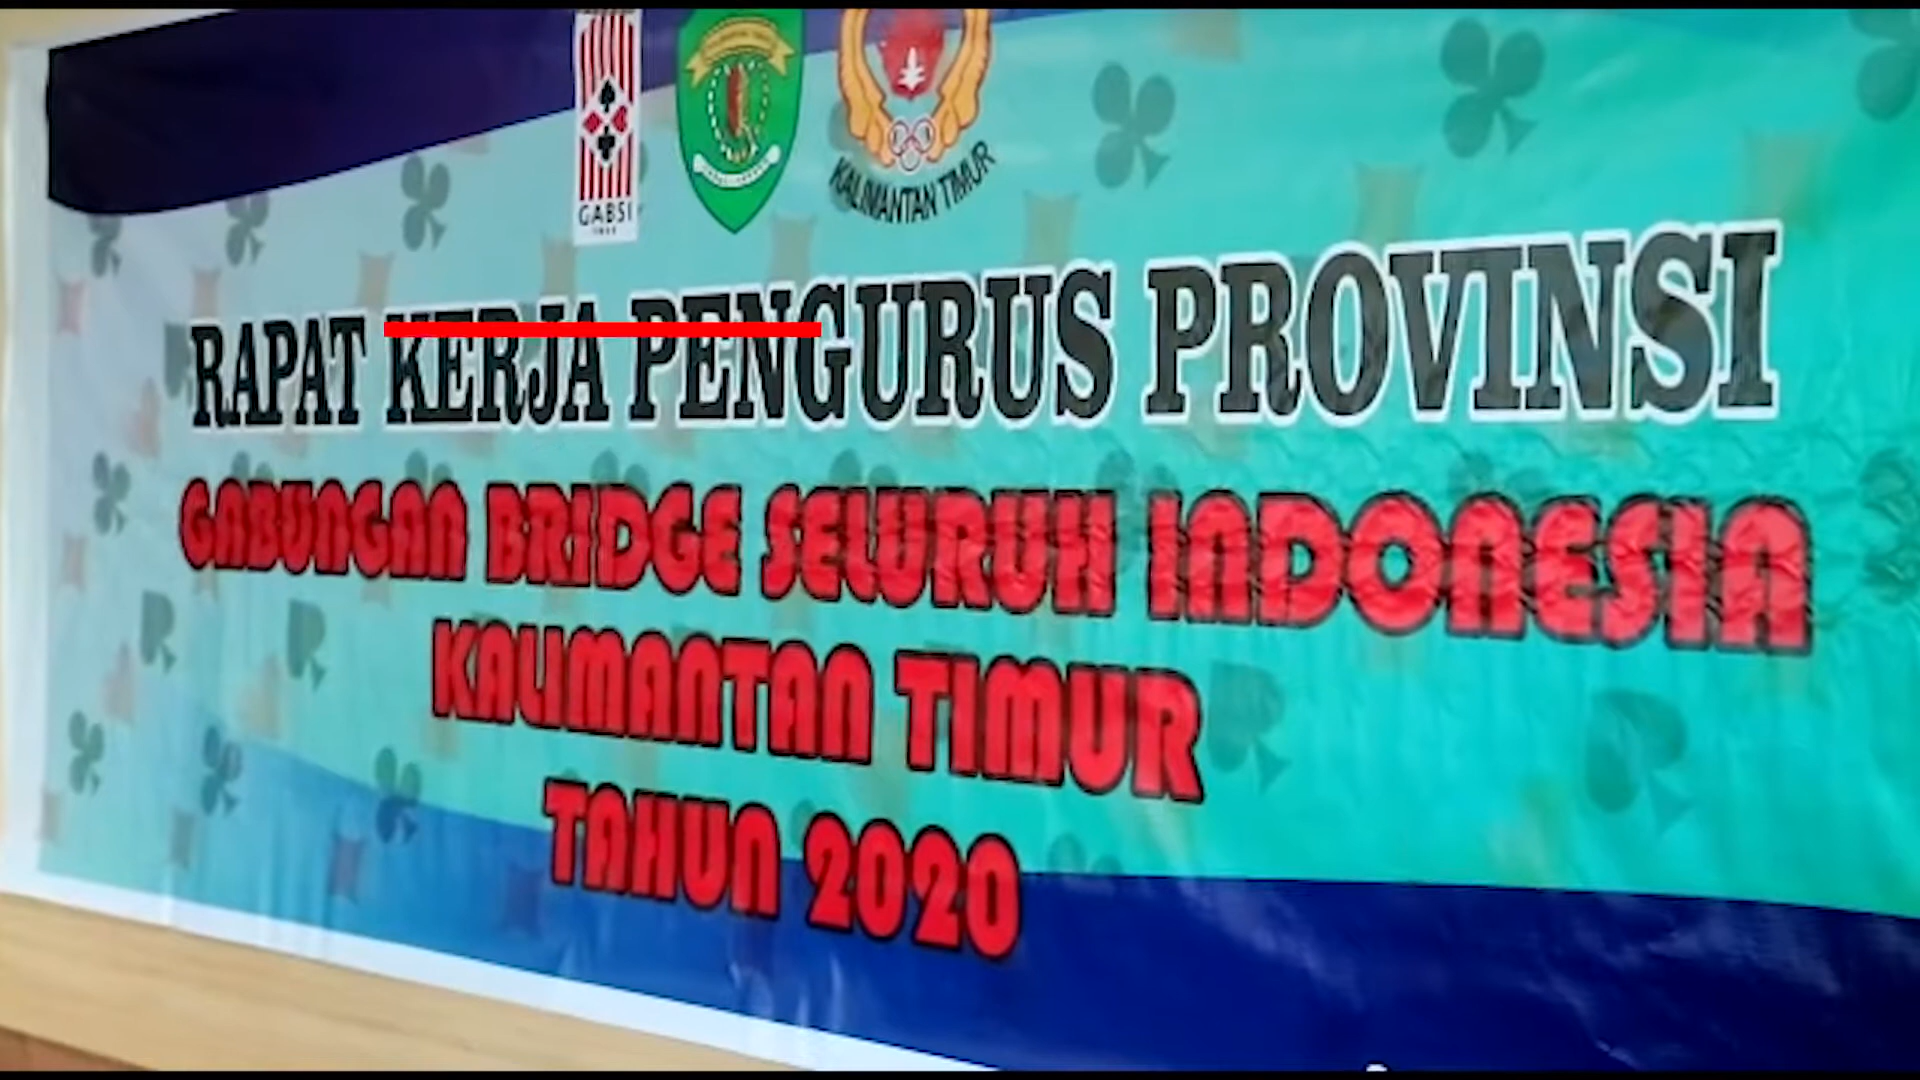 GABSI
KALIMANTAN TIMUR
RAPAT KERJA PENGURUS PROVINSI
GABUNGAN BRIDGE SELURUH INDONESIA
KALIMANTAN TIMUR
TAHUN 2020